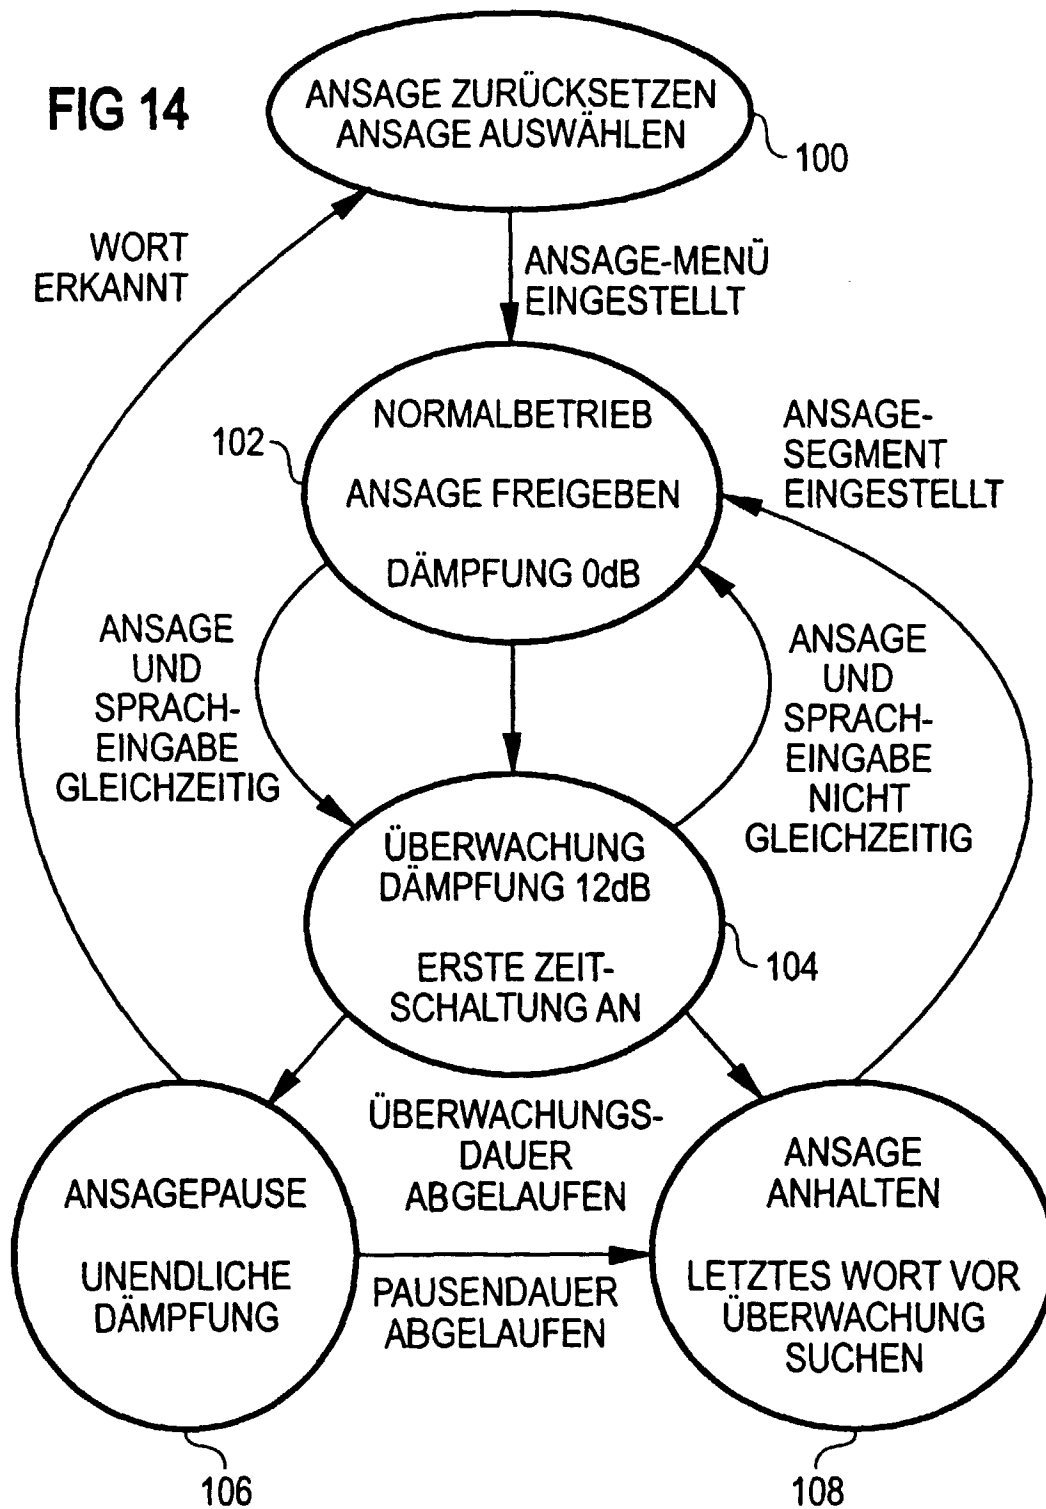 FIG 14
ANSAGE ZURÜCKSETZEN
ANSAGE AUSWÄHLEN
100
WORT
ERKANNT
ANSAGE-MENÜ
EINGESTELLT
NORMALBETRIEB
ANSAGE FREIGEBEN
DÄMPFUNG 0dB
102
ANSAGE-
SEGMENT
EINGESTELLT
ANSAGE
UND
SPRACH-
EINGABE
GLEICHZEITIG
ANSAGE
UND
SPRACH-
EINGABE
NICHT
GLEICHZEITIG
ÜBERWACHUNG
DÄMPFUNG 12dB
ERSTE ZEIT-
SCHALTUNG AN
104
ÜBERWACHUNGS-
DAUER
ABGELAUFEN
ANSAGEPAUSE
UNENDLICHE
DÄMPFUNG
PAUSENDAUER
ABGELAUFEN
ANSAGE
ANHALTEN
LETZTES WORT VOR
ÜBERWACHUNG
SUCHEN
106
108